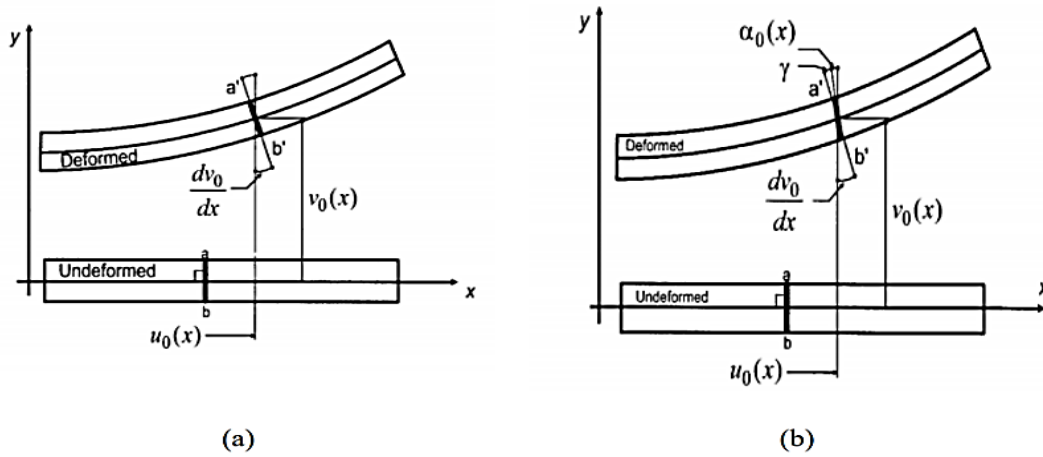 y
a'
Deformed
b'
dv₀
dx
v₀(x)
a
Undeformed
x
b
u₀(x)
(a)
y
α₀(x)
γ
a'
Deformed
b'
dv₀
dx
v₀(x)
a
Undeformed
x
b
u₀(x)
(b)